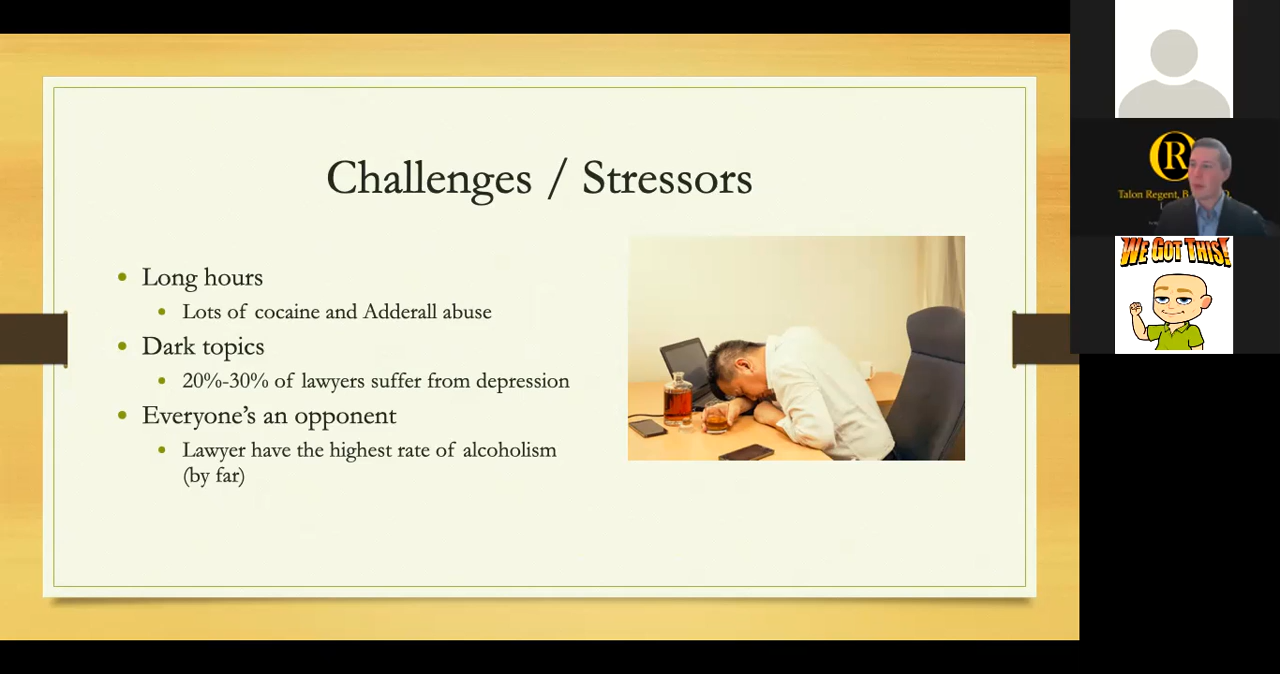 Challenges / Stressors
Long hours
Lots of cocaine and Adderall abuse
Dark topics
20%-30% of lawyers suffer from depression
Everyone's an opponent
Lawyer have the highest rate of alcoholism
(by far)
R
Talon Regent, B.
WE GOT THIS!